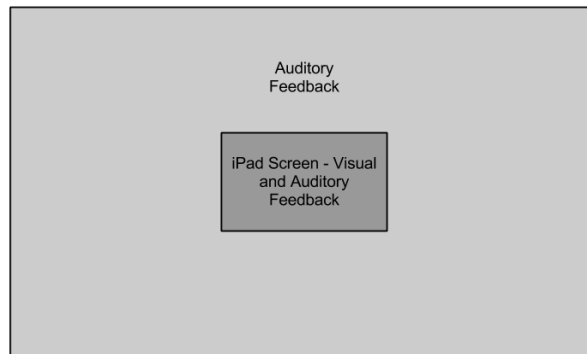 Auditory
Feedback
iPad Screen - Visual
and Auditory
Feedback